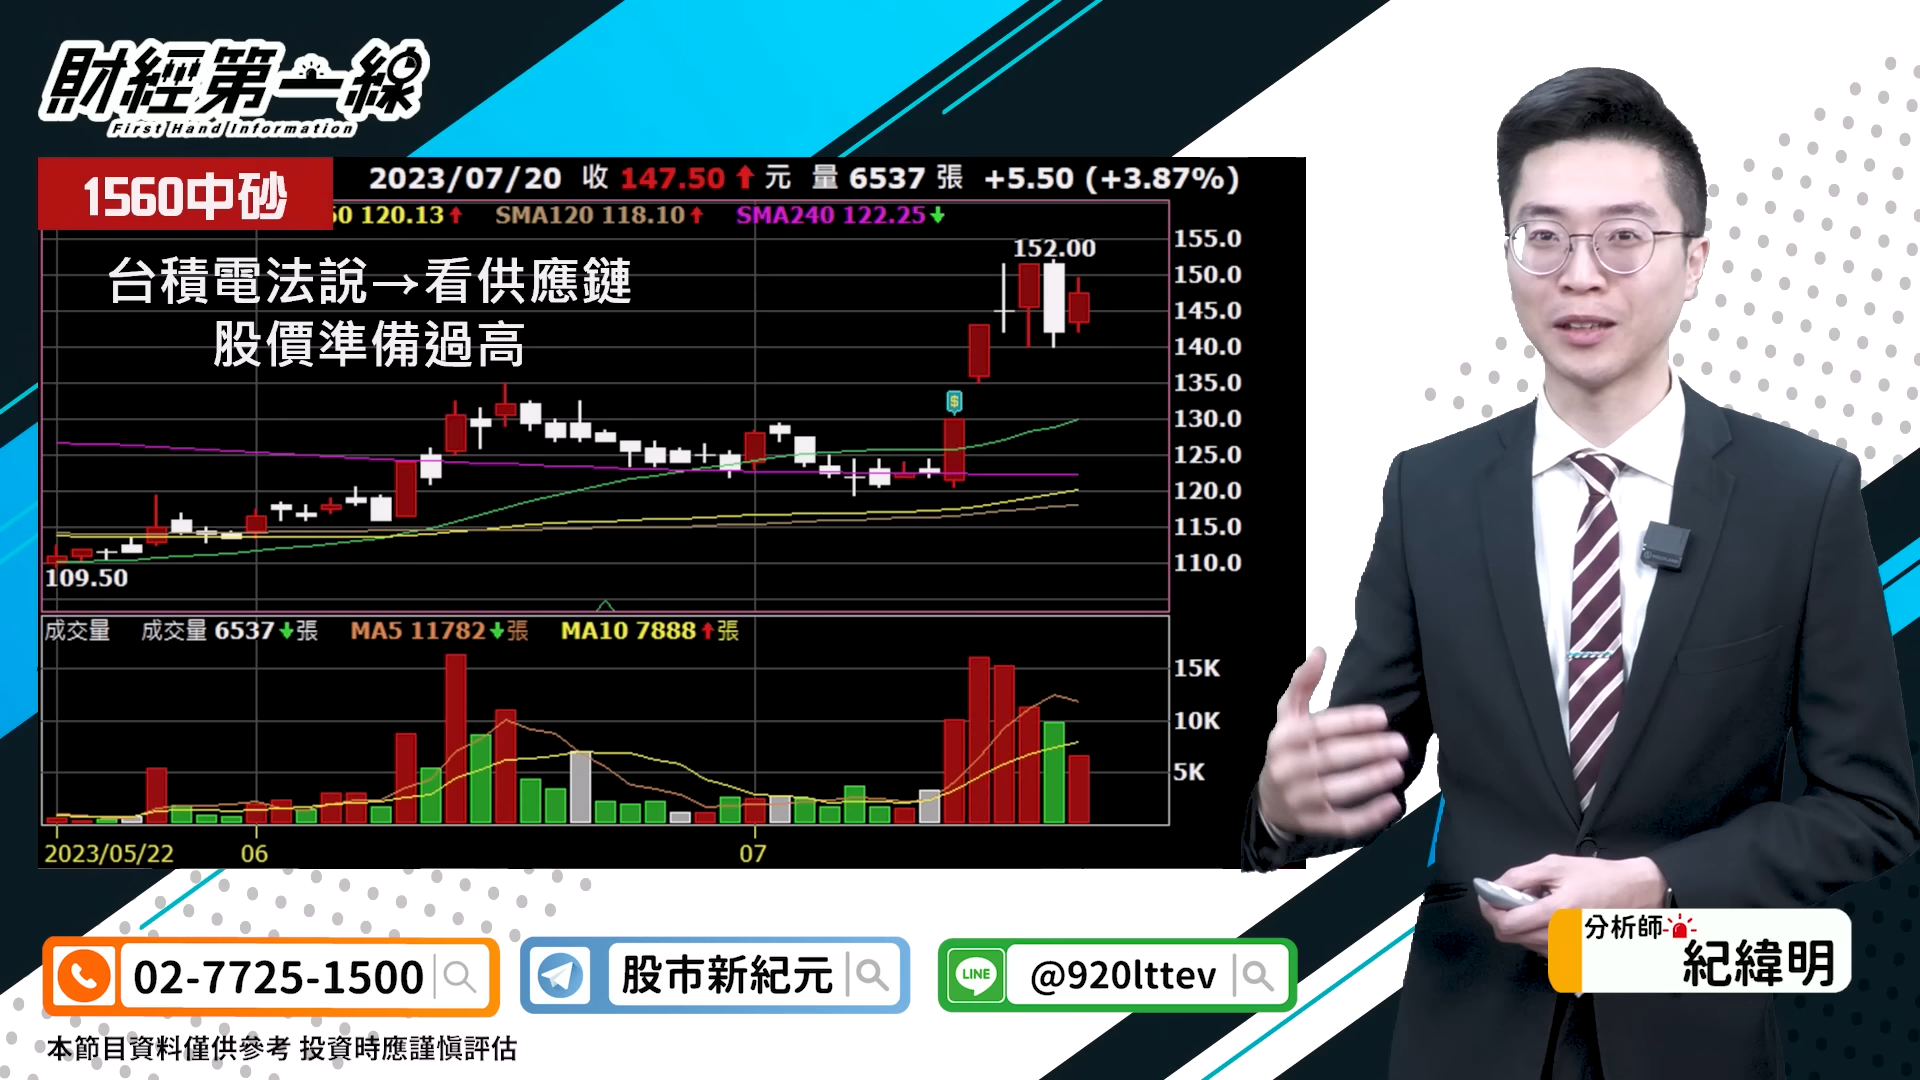 財經第一線
First Hand Information
1560中砂
2023/07/20 收 147.50 元 量 6537 張 +5.50 (+3.87%)
60 120.13 SMA120 118.10 SMA240 122.25
台積電法說→看供應鏈
股價準備過高
152.00
155.0
150.0
145.0
140.0
135.0
130.0
125.0
120.0
115.0
110.0
$
109.50
成交量 成交量 6537 張 MA5 11782 張 MA10 7888 張
15K
10K
5K
2023/05/22 06 07
分析師
紀緯明
02-7725-1500
股市新紀元
LINE
@920lttev
本節目資料僅供參考 投資時應謹慎評估